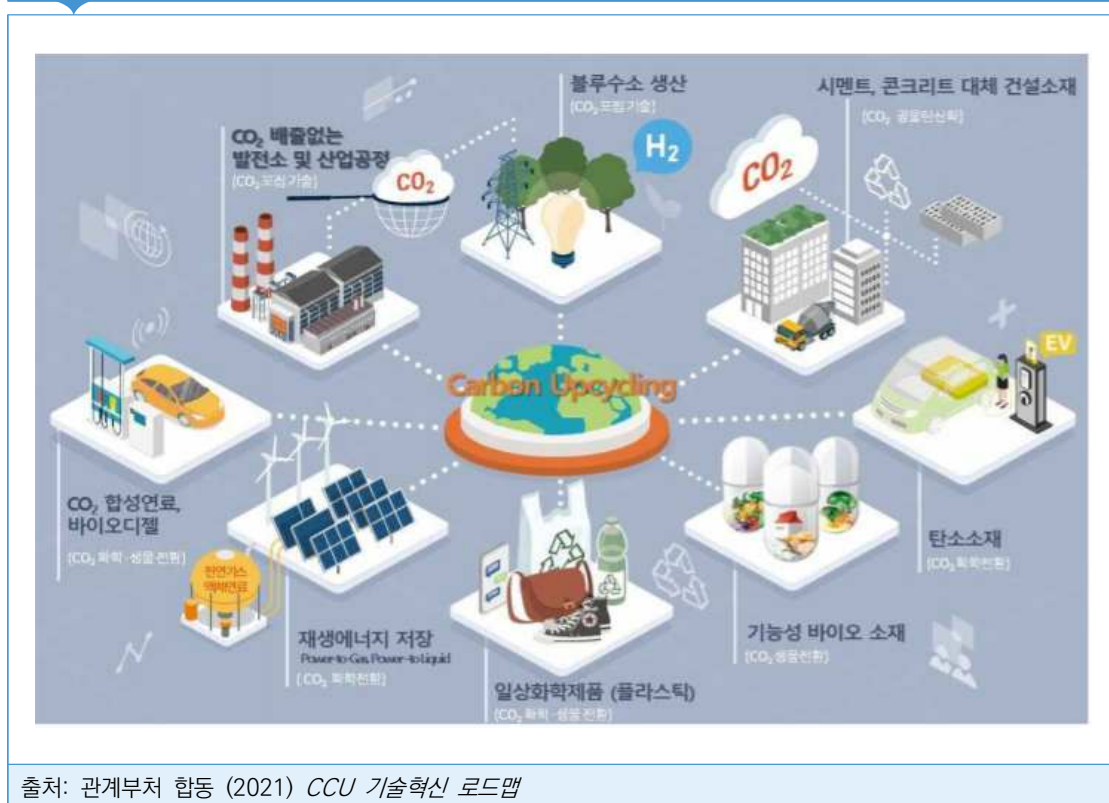 블루수소 생산
(CO₂ 포집기술)
H₂
시멘트, 콘크리트 대체 건설소재
(CO₂ 광물탄산화)
CO₂
CO₂ 배출없는
발전소 및 산업공정
(CO₂ 포집기술)
CO₂
Carbon Upcycling
EV
CO₂ 합성연료,
바이오디젤
(CO₂ 화학·생물 전환)
천연가스
액체연료
재생에너지 저장
Power-to-Gas, Power-to-Liquid
(CO₂ 화학전환)
일상화학제품 (플라스틱)
(CO₂ 화학·생물 전환)
기능성 바이오 소재
(CO₂ 생물전환)
탄소소재
(CO₂ 화학전환)
출처: 관계부처 합동 (2021) CCU 기술혁신 로드맵